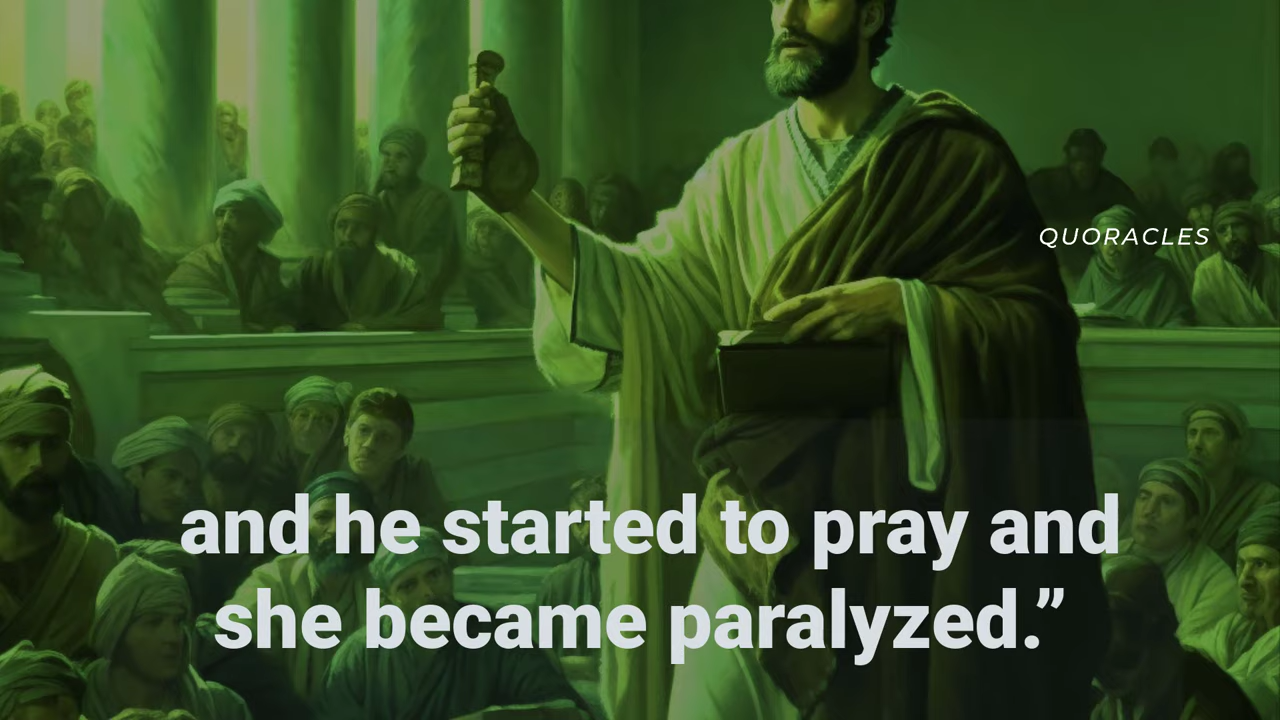 QUORACLES
and he started to pray and
she became paralyzed.”